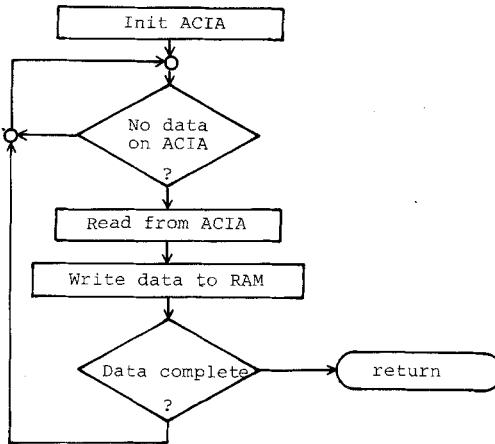 Init ACIA
No data
on ACIA
?
Read from ACIA
Write data to RAM
Data complete
?
return